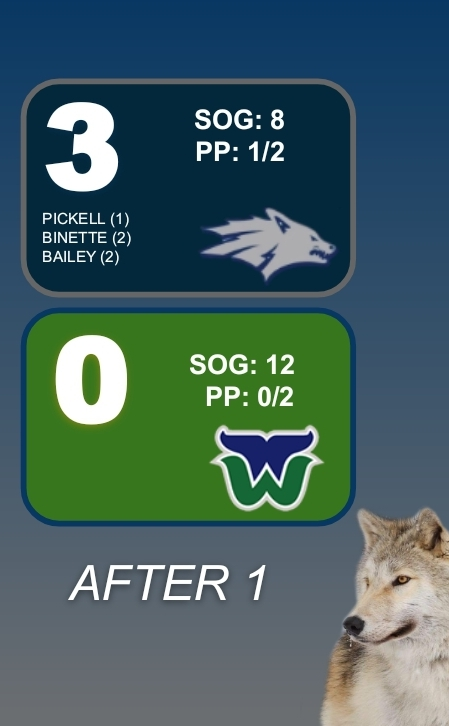 3
SOG: 8
PP: 1/2
PICKELL (1)
BINETTE (2)
BAILEY (2)
0
SOG: 12
PP: 0/2
W
AFTER 1